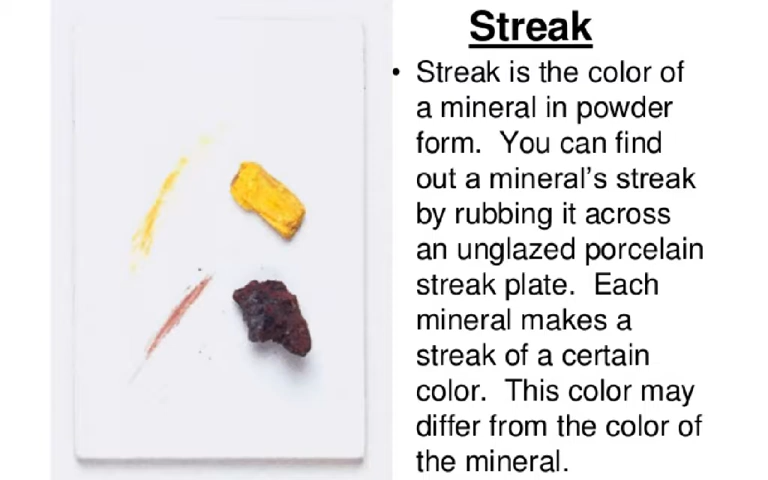 Streak
• Streak is the color of
a mineral in powder
form.  You can find
out a mineral’s streak
by rubbing it across
an unglazed porcelain
streak plate.  Each
mineral makes a
streak of a certain
color.  This color may
differ from the color of
the mineral.